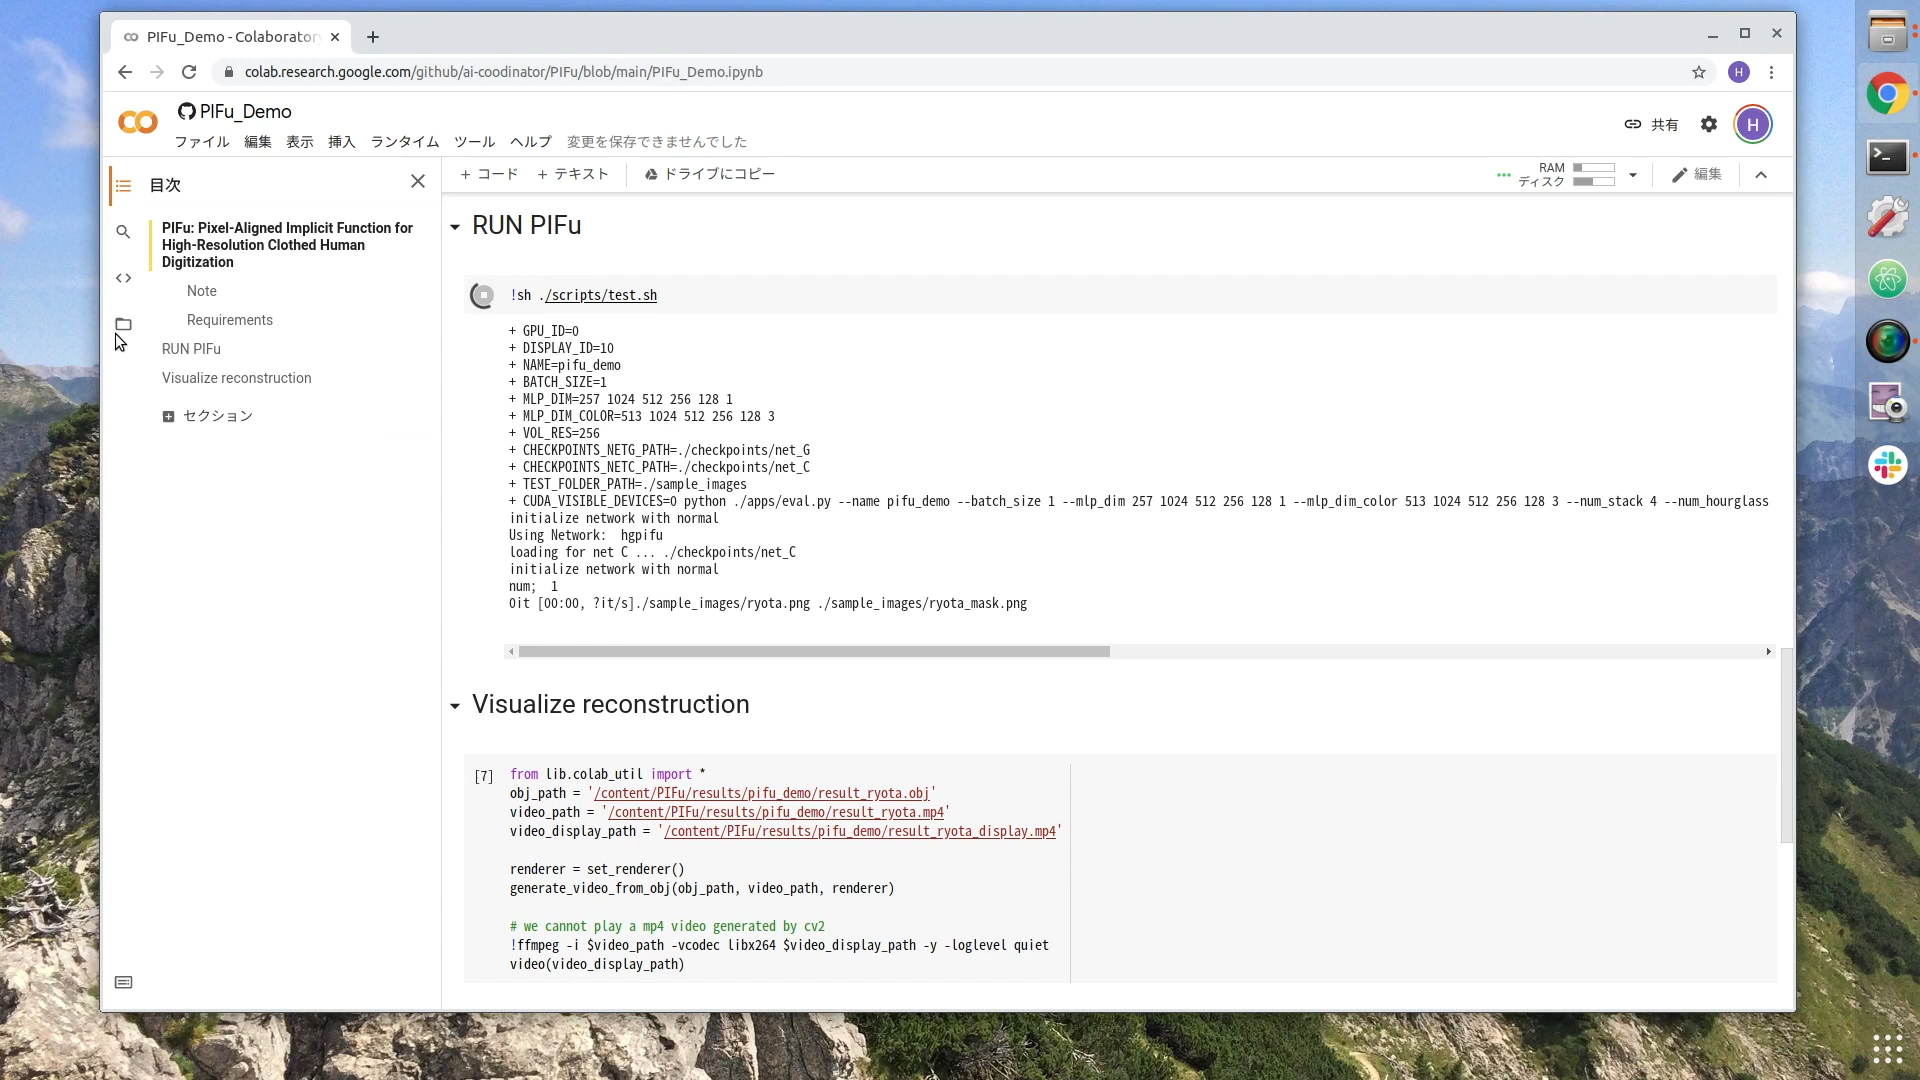 PIFu_Demo - Colaboratory
colab.research.google.com/github/ai-coodinator/PIFu/blob/main/PIFu_Demo.ipynb
H
PIFu_Demo
ファイル 編集 表示 挿入 ランタイム ツール ヘルプ 変更を保存できませんでした
共有
H
目次
+ コード + テキスト ドライブにコピー
RAM
ディスク
編集
PIFu: Pixel-Aligned Implicit Function for
High-Resolution Clothed Human
Digitization
Note
Requirements
RUN PIFu
Visualize reconstruction
セクション
RUN PIFu
!sh ./scripts/test.sh
+ GPU_ID=0
+ DISPLAY_ID=10
+ NAME=pifu_demo
+ BATCH_SIZE=1
+ MLP_DIM=257 1024 512 256 128 1
+ MLP_DIM_COLOR=513 1024 512 256 128 3
+ VOL_RES=256
+ CHECKPOINTS_NETG_PATH=./checkpoints/net_G
+ CHECKPOINTS_NETC_PATH=./checkpoints/net_C
+ TEST_FOLDER_PATH=./sample_images
+ CUDA_VISIBLE_DEVICES=0 python ./apps/eval.py --name pifu_demo --batch_size 1 --mlp_dim 257 1024 512 256 128 1 --mlp_dim_color 513 1024 512 256 128 3 --num_stack 4 --num_hourglass
initialize network with normal
Using Network:  hgpifu
loading for net C ... ./checkpoints/net_C
initialize network with normal
num;  1
0it [00:00, ?it/s]./sample_images/ryota.png ./sample_images/ryota_mask.png
Visualize reconstruction
[7] from lib.colab_util import *
obj_path = '/content/PIFu/results/pifu_demo/result_ryota.obj'
video_path = '/content/PIFu/results/pifu_demo/result_ryota.mp4'
video_display_path = '/content/PIFu/results/pifu_demo/result_ryota_display.mp4'
renderer = set_renderer()
generate_video_from_obj(obj_path, video_path, renderer)
# we cannot play a mp4 video generated by cv2
!ffmpeg -i $video_path -vcodec libx264 $video_display_path -y -loglevel quiet
video(video_display_path)